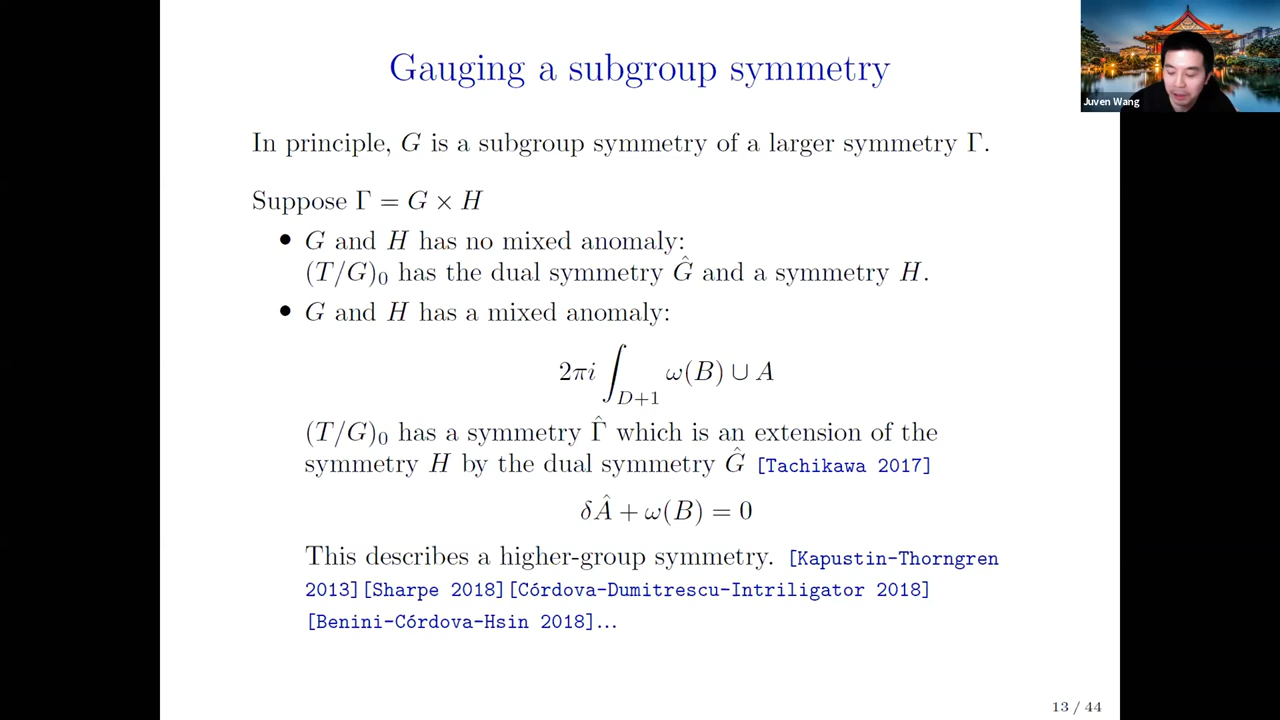 Gauging a subgroup symmetry
Juven Wang
In principle, G is a subgroup symmetry of a larger symmetry Γ.
Suppose Γ = G × H
• G and H has no mixed anomaly:
(T/G)₀ has the dual symmetry Ĝ and a symmetry H.
• G and H has a mixed anomaly:
2πi ∫_{D+1} ω(B) ∪ A
(T/G)₀ has a symmetry Γ̂ which is an extension of the
symmetry H by the dual symmetry Ĝ [Tachikawa 2017]
δÂ + ω(B) = 0
This describes a higher-group symmetry. [Kapustin-Thorngren
2013][Sharpe 2018][Córdova-Dumitrescu-Intriligator 2018]
[Benini-Córdova-Hsin 2018]...
13 / 44